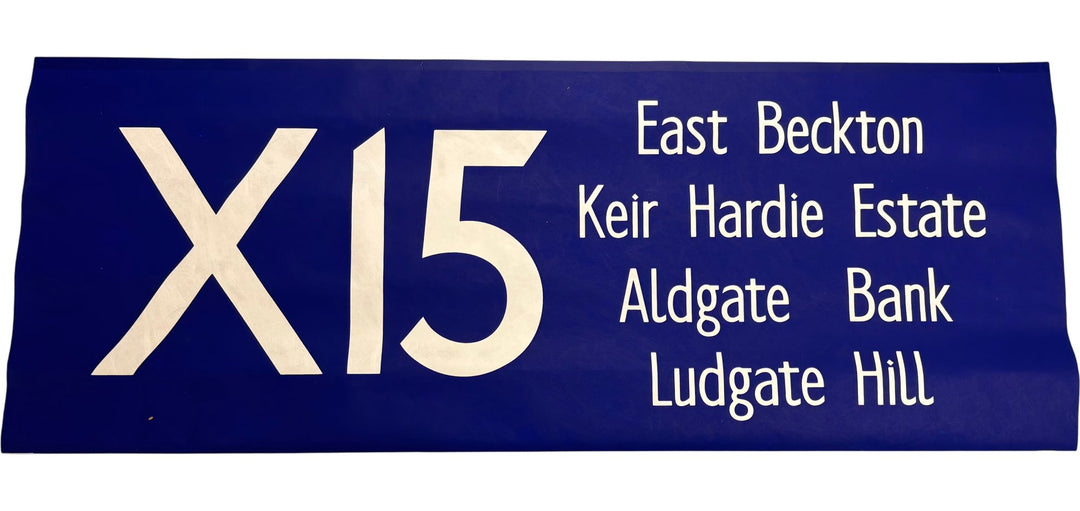 X15
East Beckton
Keir Hardie Estate
Aldgate Bank
Ludgate Hill